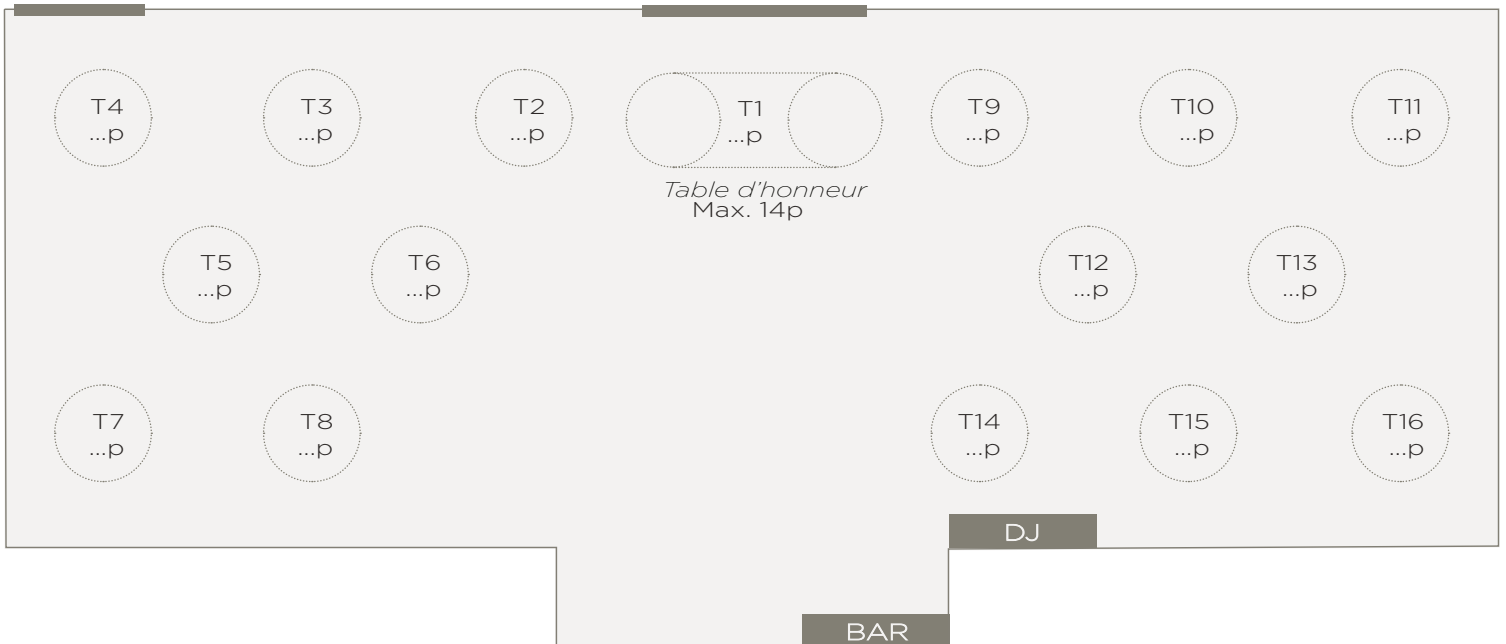 T4
...p
T3
...p
T2
...p
T1
...p
T9
...p
T10
...p
T11
...p
Table d'honneur
Max. 14p
T5
...p
T6
...p
T12
...p
T13
...p
T7
...p
T8
...p
T14
...p
T15
...p
T16
...p
DJ
BAR